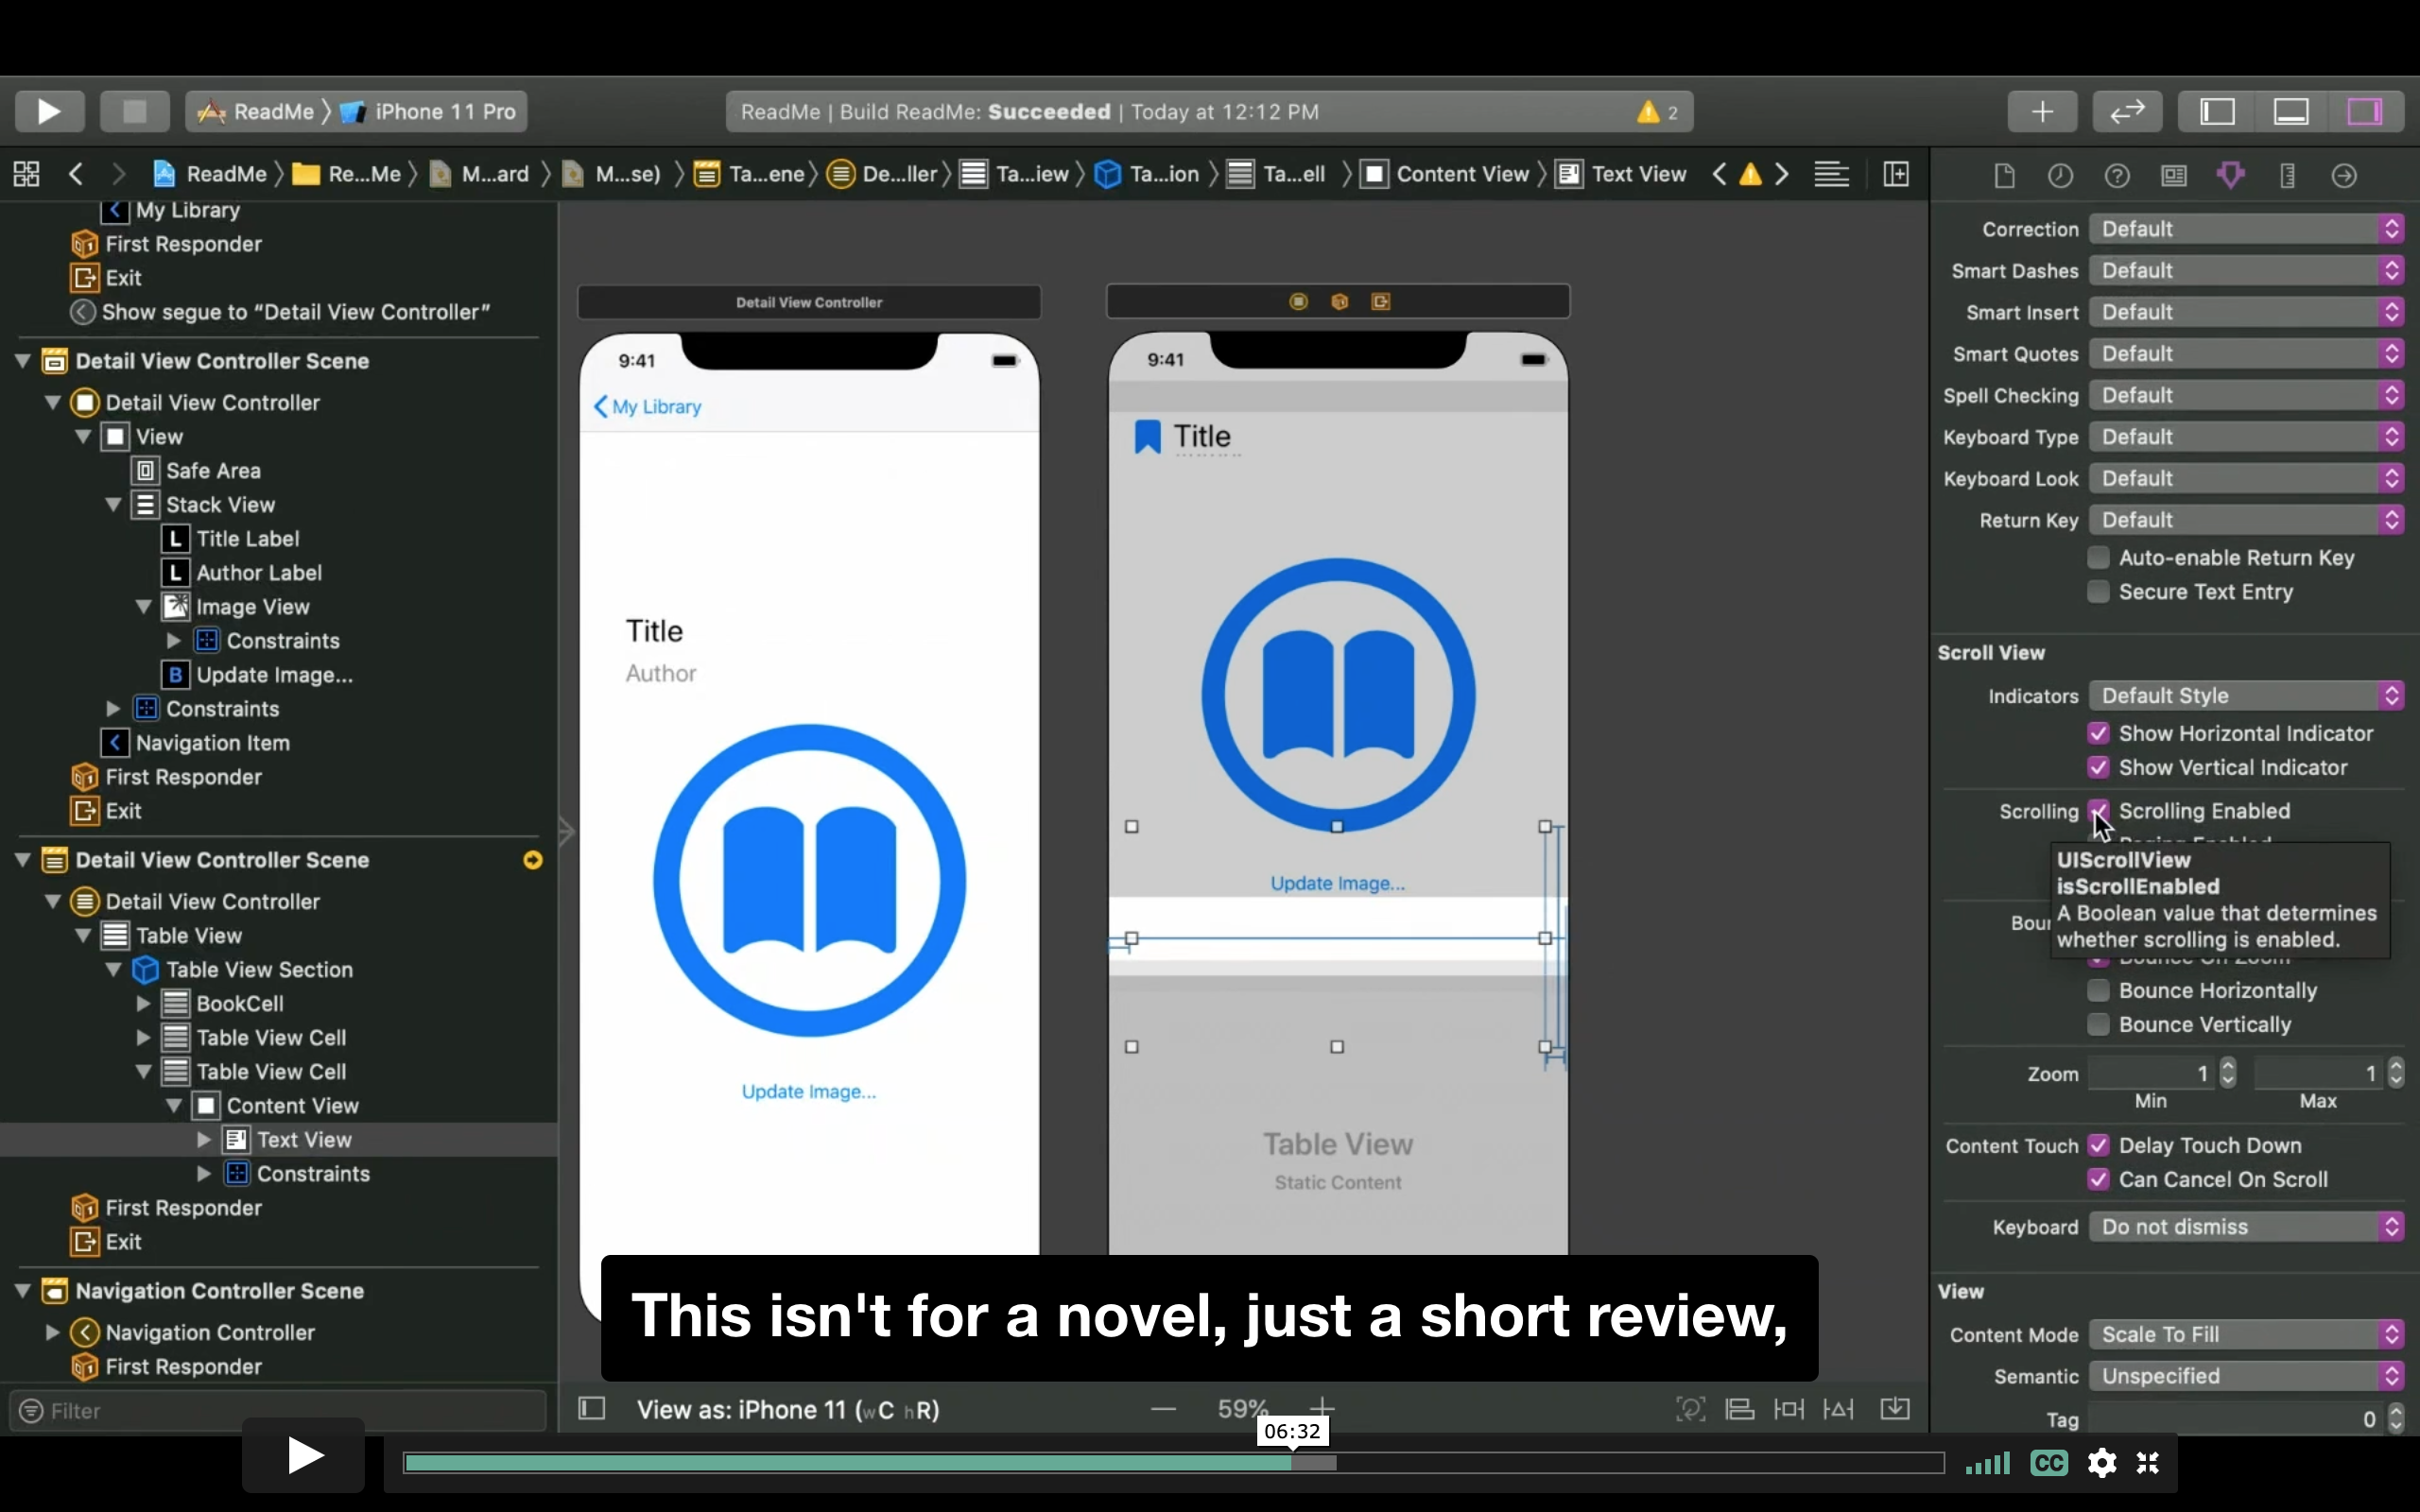 ReadMe 〉 iPhone 11 Pro
ReadMe | Build ReadMe: Succeeded | Today at 12:12 PM
2
ReadMe 〉 Re...Me 〉 M...ard 〉 M...se) 〉 Ta...ene 〉 De...ller 〉 Ta...iew 〉 Ta...ion 〉 Ta...ell 〉 Content View 〉 Text View
My Library
First Responder
Exit
Show segue to “Detail View Controller”
Detail View Controller Scene
Detail View Controller
View
Safe Area
Stack View
L Title Label
L Author Label
Image View
Constraints
B Update Image...
Constraints
Navigation Item
First Responder
Exit
Detail View Controller Scene
Detail View Controller
Table View
Table View Section
BookCell
Table View Cell
Table View Cell
Content View
Text View
Constraints
First Responder
Exit
Navigation Controller Scene
Navigation Controller
First Responder
Filter
Detail View Controller
9:41
My Library
Title
Author
Update Image...
9:41
Title
Update Image...
Table View
Static Content
This isn't for a novel, just a short review,
View as: iPhone 11 (wC hR)
59%
Correction Default
Smart Dashes Default
Smart Insert Default
Smart Quotes Default
Spell Checking Default
Keyboard Type Default
Keyboard Look Default
Return Key Default
Auto-enable Return Key
Secure Text Entry
Scroll View
Indicators Default Style
Show Horizontal Indicator
Show Vertical Indicator
Scrolling Scrolling Enabled
UIScrollView
isScrollEnabled
A Boolean value that determines
whether scrolling is enabled.
Bounce On Zoom
Bounce Horizontally
Bounce Vertically
Zoom 1 1
Min Max
Content Touch Delay Touch Down
Can Cancel On Scroll
Keyboard Do not dismiss
View
Content Mode Scale To Fill
Semantic Unspecified
Tag 0
06:32
CC